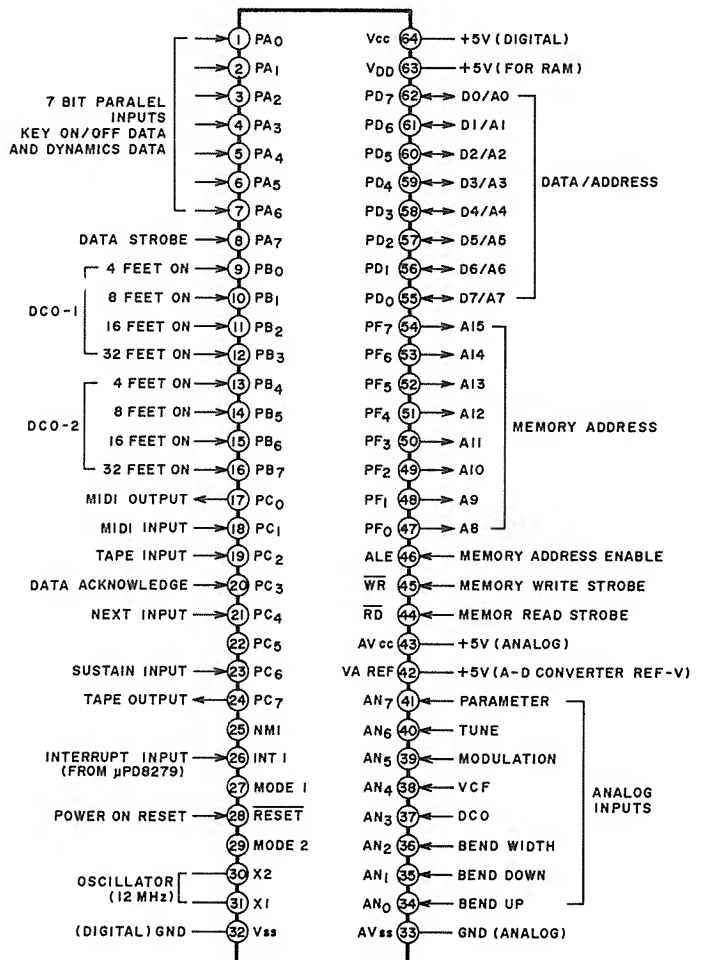 1 PA0
2 PA1
3 PA2
4 PA3
5 PA4
6 PA5
7 PA6
7 BIT PARALEL
INPUTS
KEY ON/OFF DATA
AND DYNAMICS DATA
DATA STROBE 8 PA7
DCO-1
4 FEET ON 9 PB0
8 FEET ON 10 PB1
16 FEET ON 11 PB2
32 FEET ON 12 PB3
DCO-2
4 FEET ON 13 PB4
8 FEET ON 14 PB5
16 FEET ON 15 PB6
32 FEET ON 16 PB7
MIDI OUTPUT 17 PC0
MIDI INPUT 18 PC1
TAPE INPUT 19 PC2
DATA ACKNOWLEDGE 20 PC3
NEXT INPUT 21 PC4
22 PC5
SUSTAIN INPUT 23 PC6
TAPE OUTPUT 24 PC7
25 NMI
INTERRUPT INPUT 26 INT 1
(FROM µPD8279)
27 MODE 1
POWER ON RESET 28 RESET
29 MODE 2
OSCILLATOR
(12 MHz)
30 X2
31 X1
(DIGITAL) GND 32 Vss
Vcc 64 +5V (DIGITAL)
VDD 63 +5V (FOR RAM)
PD7 62 D0/A0
PD6 61 D1/A1
PD5 60 D2/A2
PD4 59 D3/A3
PD3 58 D4/A4
PD2 57 D5/A5
PD1 56 D6/A6
PD0 55 D7/A7
DATA/ADDRESS
PF7 54 A15
PF6 53 A14
PF5 52 A13
PF4 51 A12
PF3 50 A11
PF2 49 A10
PF1 48 A9
PF0 47 A8
MEMORY ADDRESS
ALE 46 MEMORY ADDRESS ENABLE
WR 45 MEMORY WRITE STROBE
RD 44 MEMOR READ STROBE
AVcc 43 +5V (ANALOG)
VA REF 42 +5V (A-D CONVERTER REF-V)
AN7 41 PARAMETER
AN6 40 TUNE
AN5 39 MODULATION
AN4 38 VCF
AN3 37 DCO
AN2 36 BEND WIDTH
AN1 35 BEND DOWN
AN0 34 BEND UP
ANALOG
INPUTS
AVss 33 GND (ANALOG)